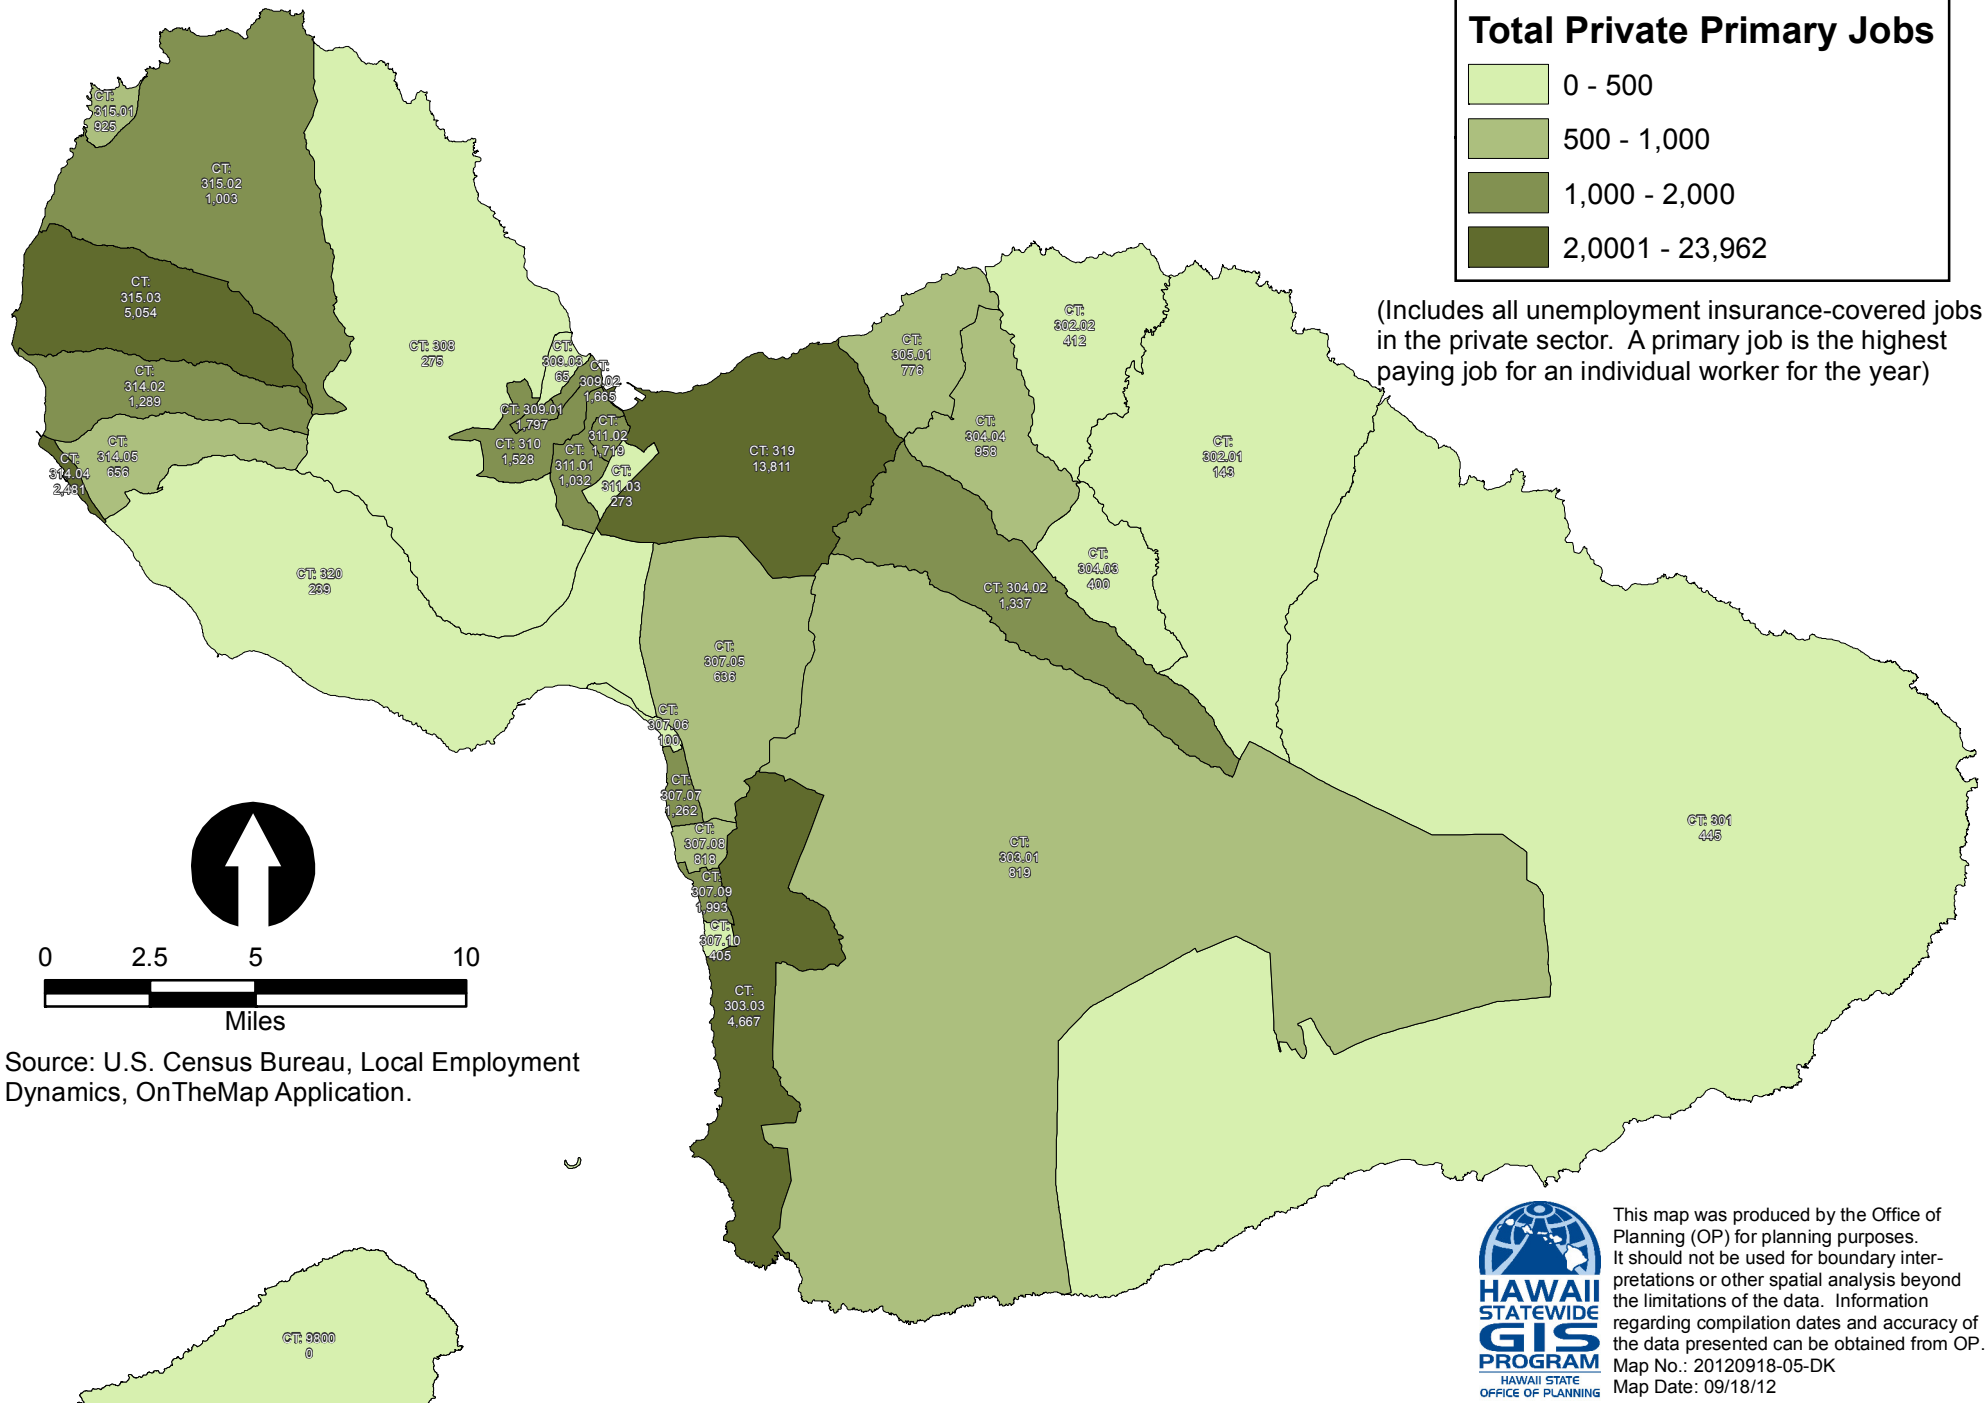 Total Private Primary Jobs
0 - 500
500 - 1,000
1,000 - 2,000
2,0001 - 23,962
(Includes all unemployment insurance-covered jobs
in the private sector. A primary job is the highest
paying job for an individual worker for the year)
CT:
315.01
925
CT:
315.02
1,003
CT:
315.03
5,054
CT: 308
275
CT:
314.02
1,289
CT:
314.05
656
CT:
314.04
2,481
CT:
309.03
65
CT:
309.02
1,665
CT: 309.01
1,797
CT: 310
1,528
CT:
311.02
1,719
CT:
311.01
1,032
CT:
311.03
273
CT: 319
13,811
CT:
305.01
776
CT:
302.02
412
CT:
304.04
958
CT:
302.01
143
CT:
304.03
400
CT: 304.02
1,337
CT: 320
239
CT:
307.05
636
CT:
307.06
100
CT:
307.07
1,262
CT:
307.08
818
CT:
307.09
1,993
CT:
307.10
405
CT:
303.03
4,667
CT:
303.01
819
CT: 301
445
0 2.5 5 10
Miles
Source: U.S. Census Bureau, Local Employment
Dynamics, OnTheMap Application.
CT: 9800
0
HAWAII
STATEWIDE
GIS
PROGRAM
HAWAII STATE
OFFICE OF PLANNING
This map was produced by the Office of
Planning (OP) for planning purposes.
It should not be used for boundary inter-
pretations or other spatial analysis beyond
the limitations of the data. Information
regarding compilation dates and accuracy of
the data presented can be obtained from OP.
Map No.: 20120918-05-DK
Map Date: 09/18/12